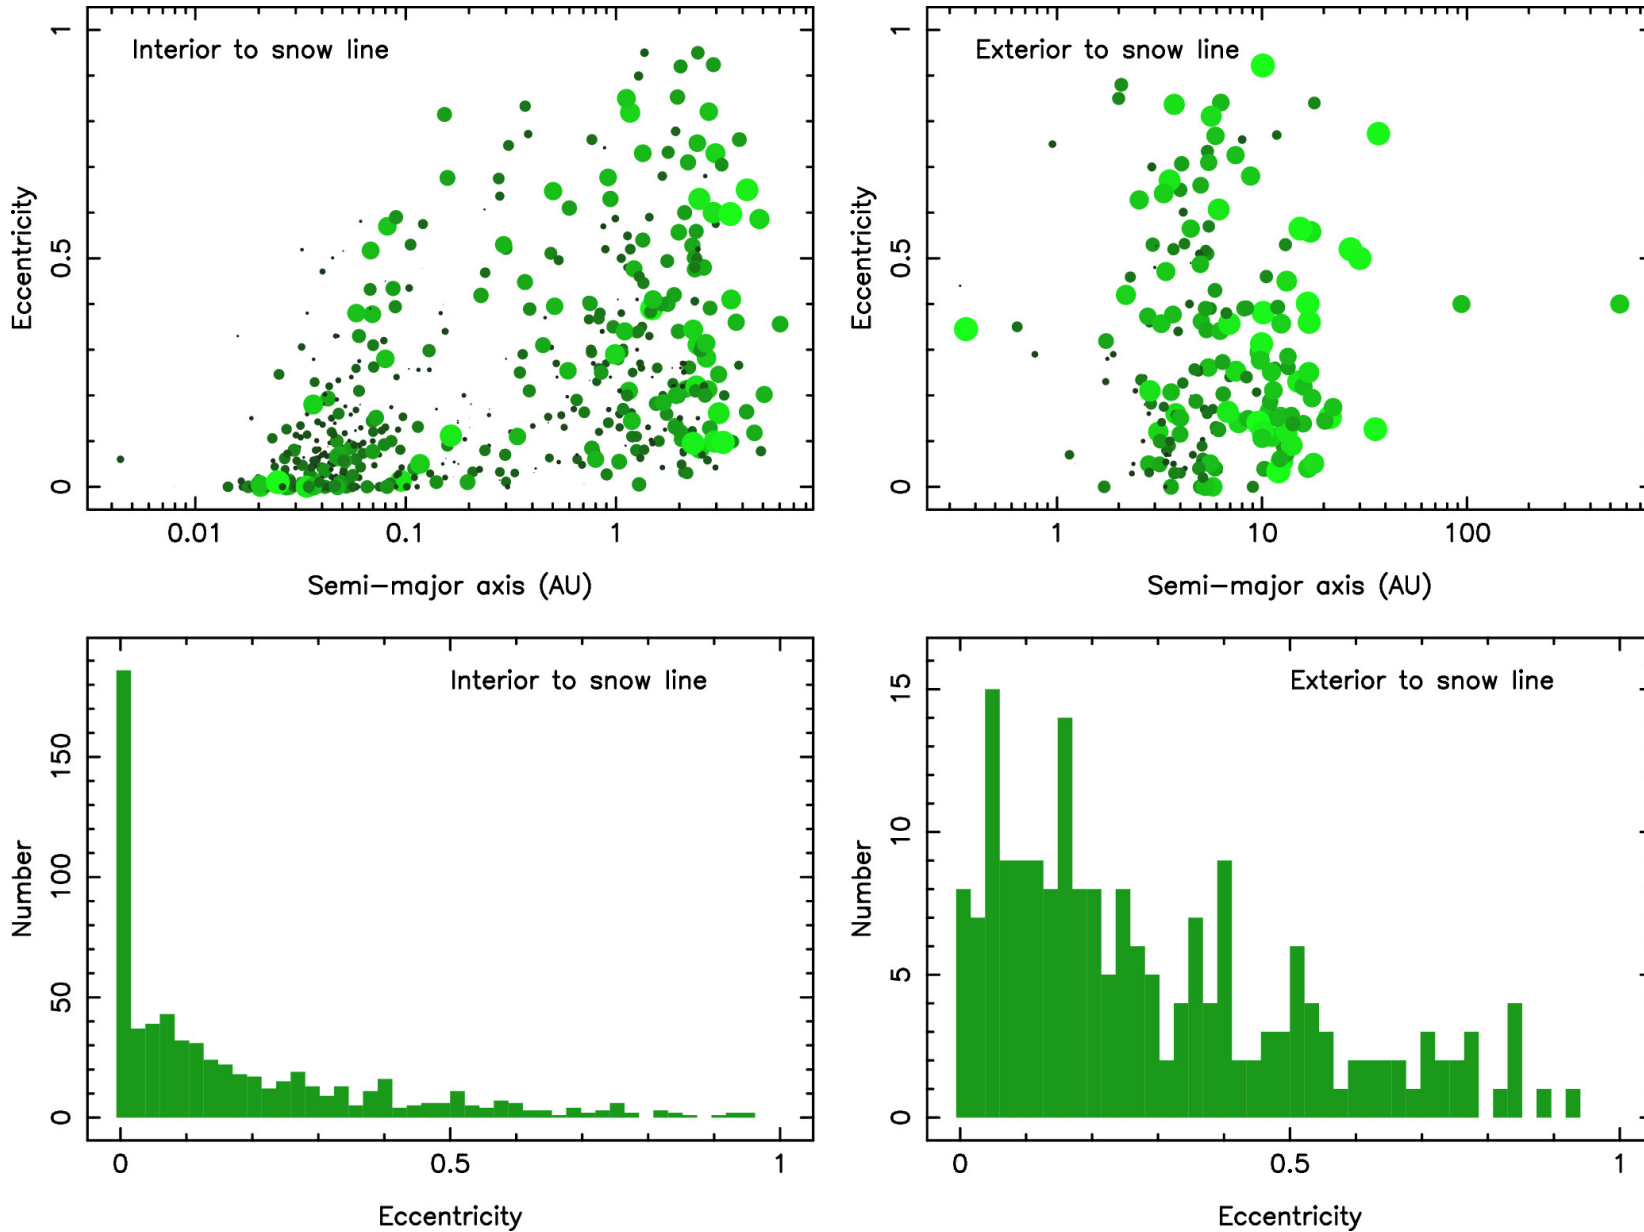 Interior to snow line
1
0.5
0
Eccentricity
0.01
0.1
1
Semi-major axis (AU)
Exterior to snow line
1
0.5
0
Eccentricity
1
10
100
Semi-major axis (AU)
Interior to snow line
150
100
50
0
Number
0
0.5
1
Eccentricity
Exterior to snow line
15
10
5
0
Number
0
0.5
1
Eccentricity